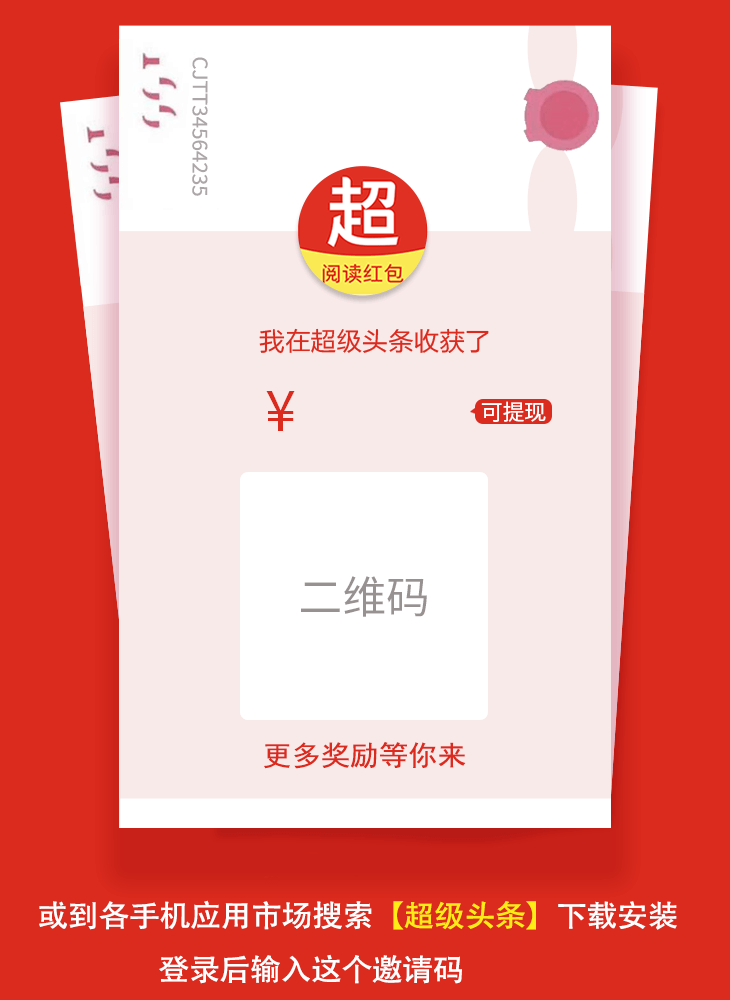 CJTT34564235
超
阅读红包
我在超级头条收获了
¥
可提现
二维码
更多奖励等你来
或到各手机应用市场搜索【超级头条】下载安装
登录后输入这个邀请码